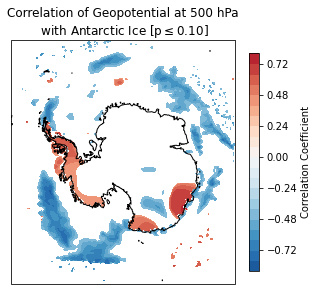 Correlation of Geopotential at 500 hPa
with Antarctic Ice [p ≤ 0.10]
0.72
0.48
0.24
0.00
−0.24
−0.48
−0.72
Correlation Coefficient